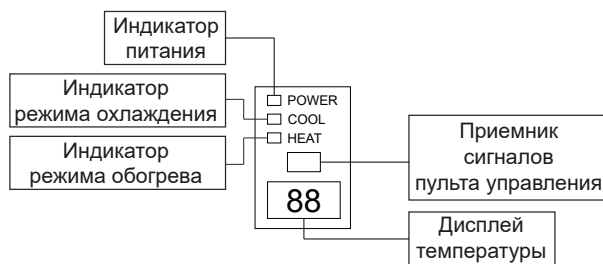 Индикатор
питания
Индикатор
режима охлаждения
Индикатор
режима обогрева
POWER
COOL
HEAT
88
Приемник
сигналов
пульта управления
Дисплей
температуры